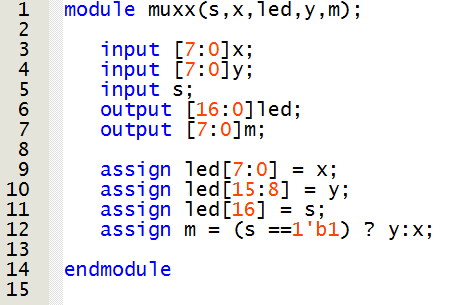 1 module muxx(s,x,led,y,m);
2
3 input [7:0]x;
4 input [7:0]y;
5 input s;
6 output [16:0]led;
7 output [7:0]m;
8
9 assign led[7:0] = x;
10 assign led[15:8] = y;
11 assign led[16] = s;
12 assign m = (s ==1'b1) ? y:x;
13
14 endmodule
15